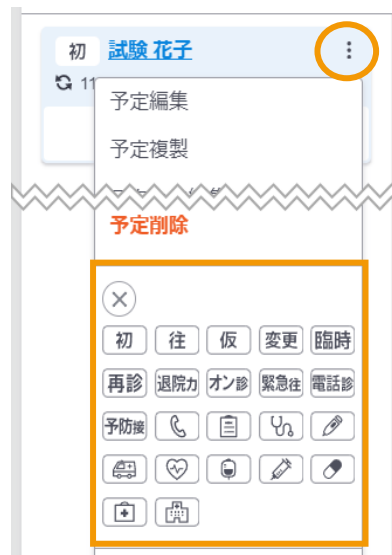 初 試験 花子
11
予定編集
予定複製
予定削除
初 往 仮 変更 臨時
再診 退院カ オン診 緊急往 電話診
予防接